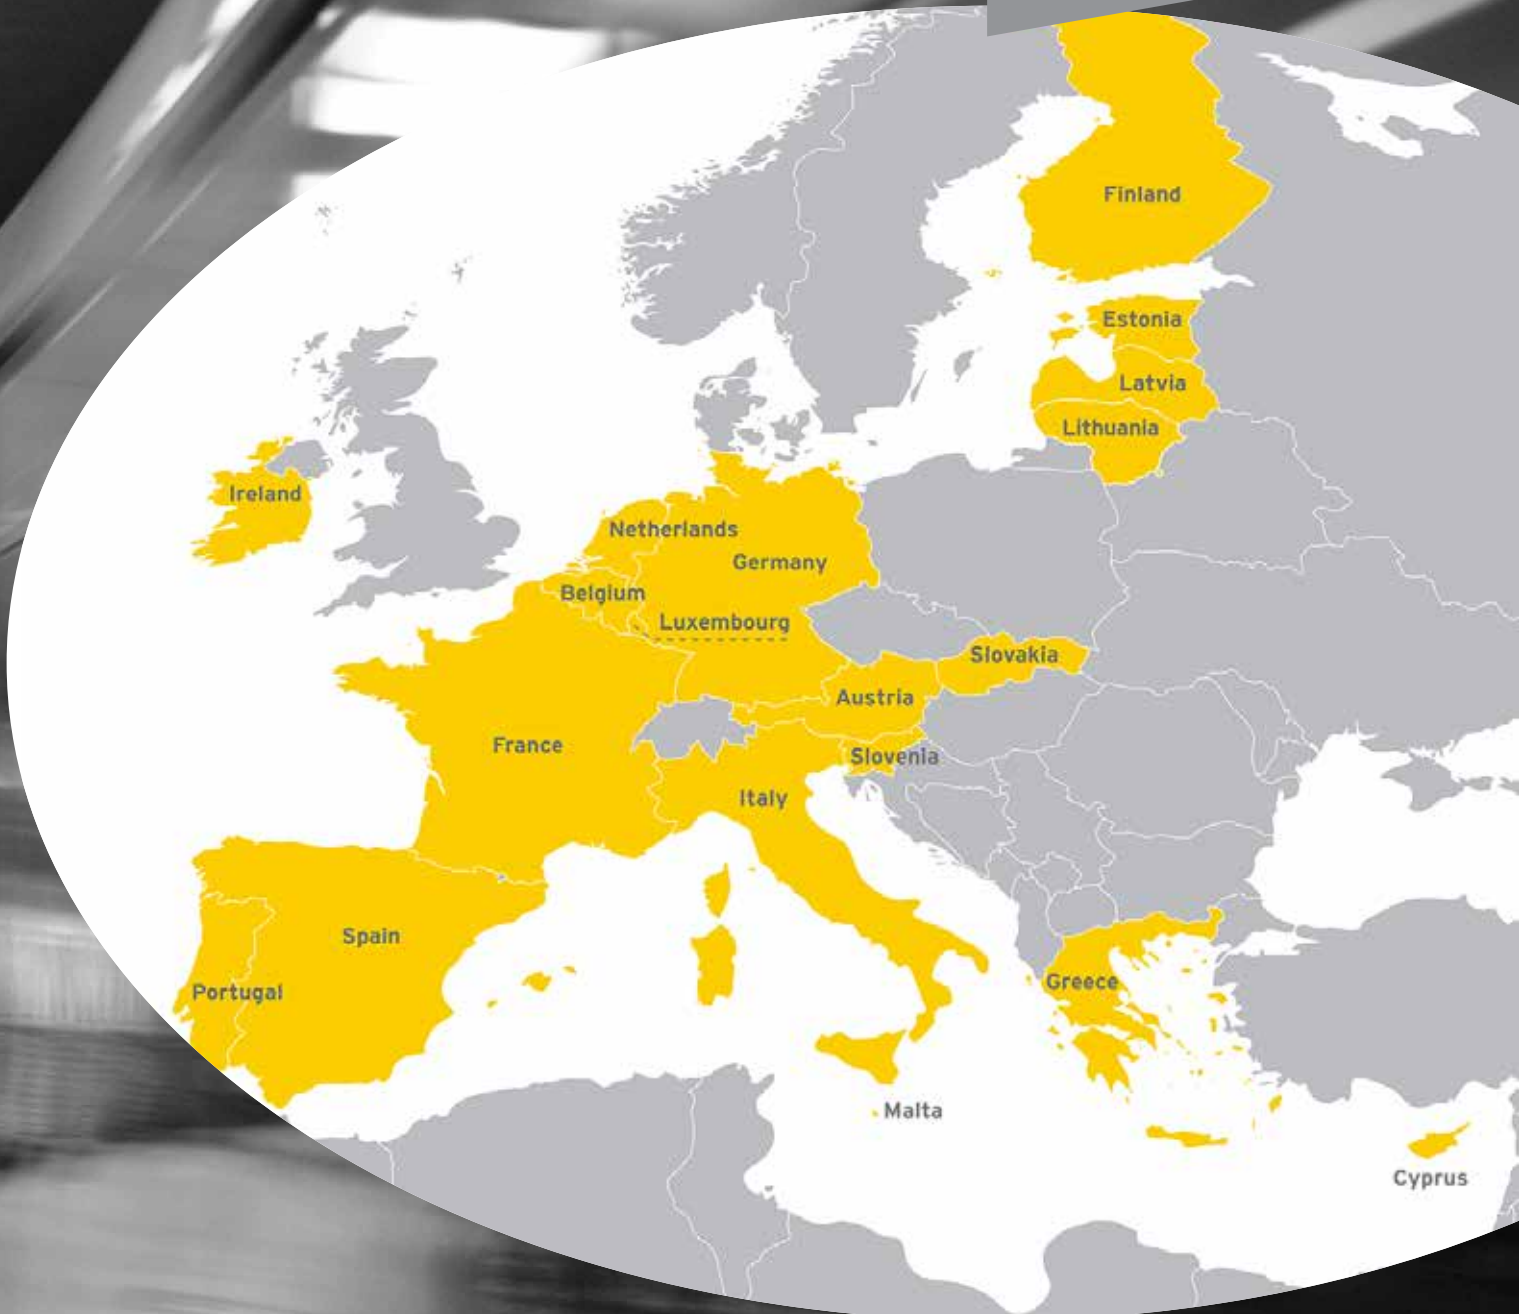 Finland
Estonia
Latvia
Lithuania
Ireland
Netherlands
Germany
Belgium
Luxembourg
Slovakia
Austria
France
Slovenia
Italy
Spain
Portugal
Greece
Malta
Cyprus